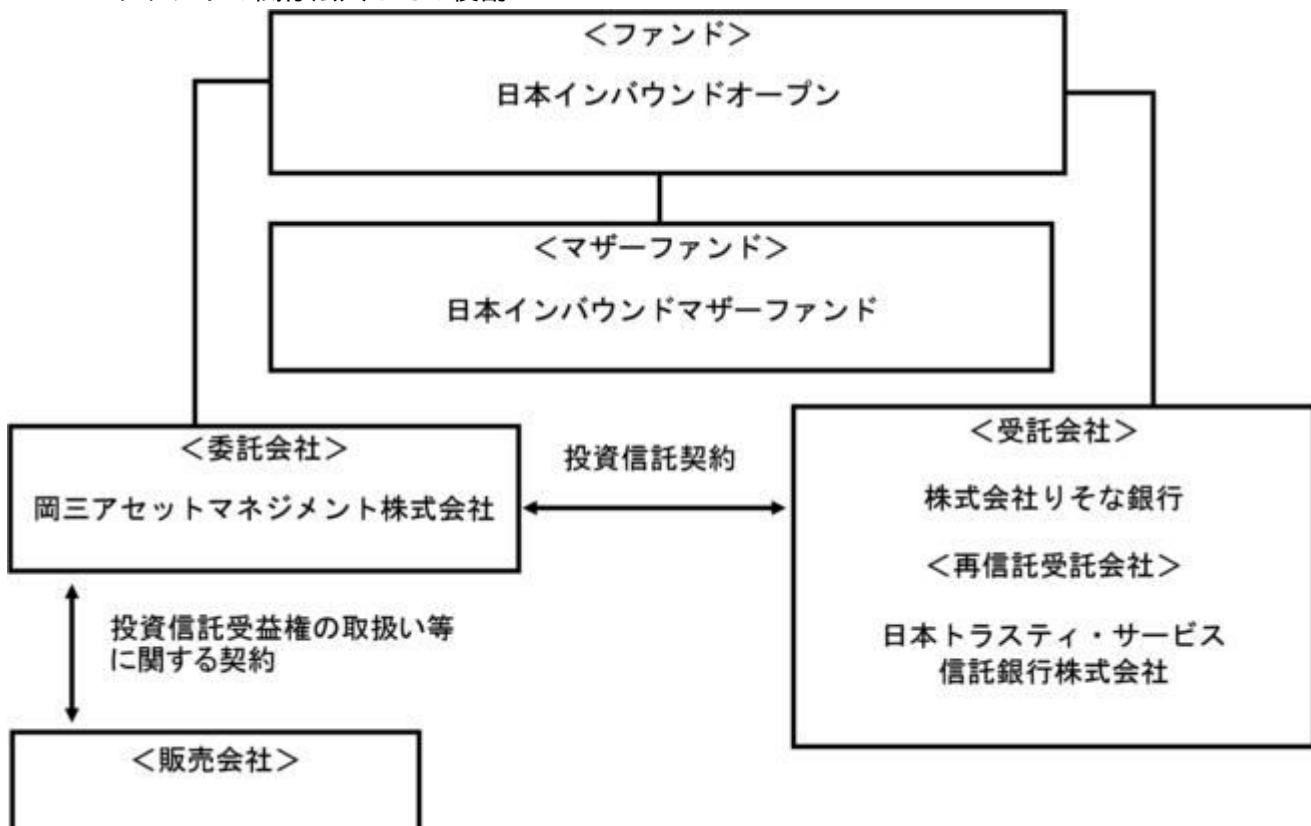 ＜ファンド＞
日本インバウンドオープン
＜マザーファンド＞
日本インバウンドマザーファンド
＜委託会社＞
岡三アセットマネジメント株式会社
投資信託契約
＜受託会社＞
株式会社りそな銀行
＜再信託受託会社＞
日本トラスティ・サービス
信託銀行株式会社
投資信託受益権の取扱い等
に関する契約
＜販売会社＞